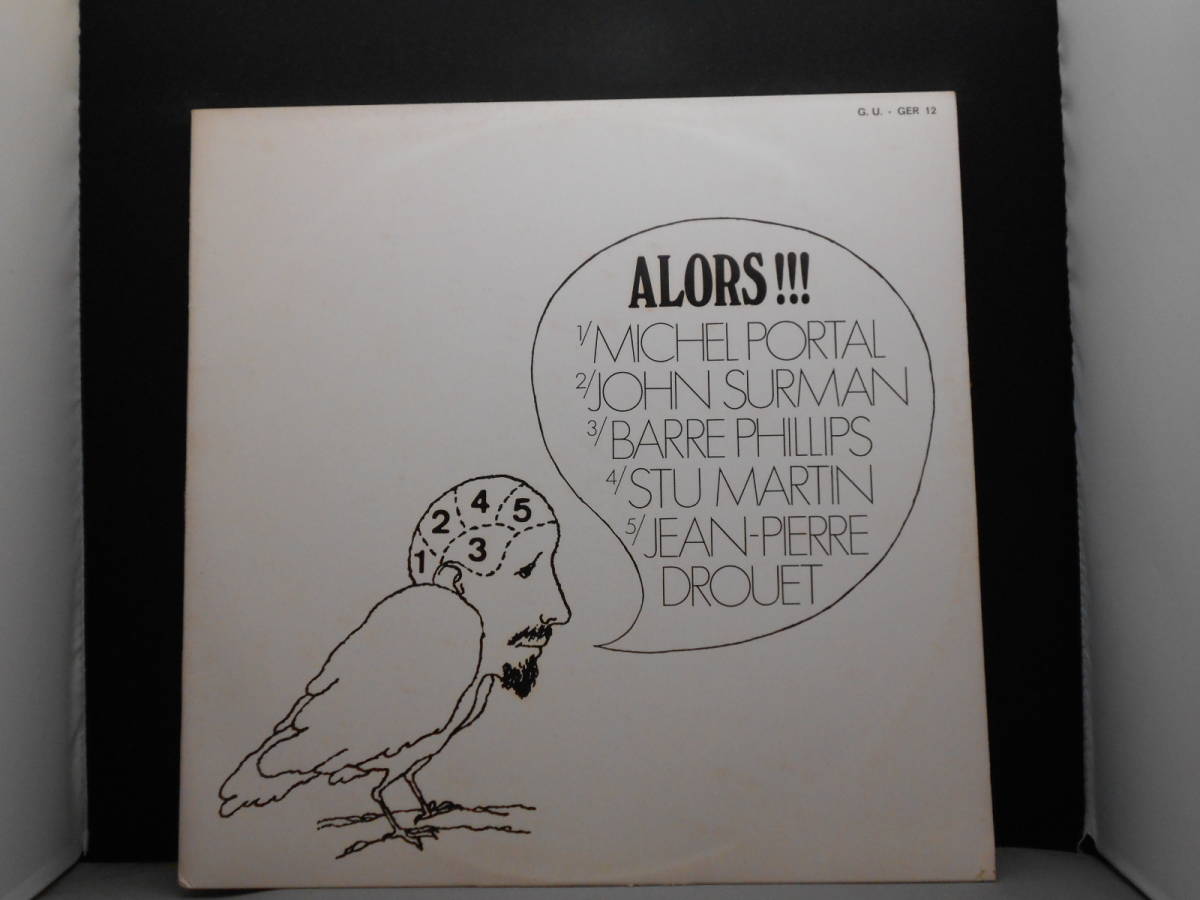 G. U. - GER 12
ALORS!!!
1/MICHEL PORTAL
2/JOHN SURMAN
3/BARRE PHILLIPS
4/STU MARTIN
5/JEAN-PIERRE
DROUET
4
2
5
3
1